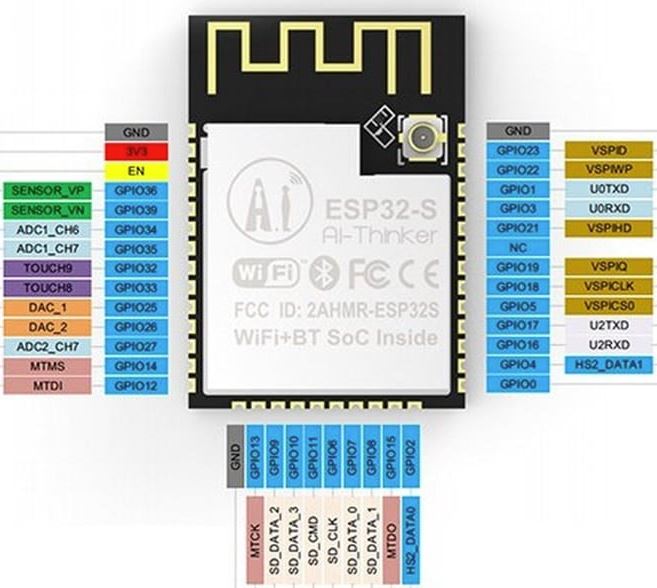 GND
3V3
EN
SENSOR_VP GPIO36
SENSOR_VN GPIO39
ADC1_CH6 GPIO34
ADC1_CH7 GPIO35
TOUCH9 GPIO32
TOUCH8 GPIO33
DAC_1 GPIO25
DAC_2 GPIO26
ADC2_CH7 GPIO27
MTMS GPIO14
MTDI GPIO12
A.I
ESP32-S
AI-Thinker
WiFi FCC CE
FCC ID: 2AHMR-ESP32S
WiFi+BT SoC Inside
GND
GPIO23 VSPID
GPIO22 VSPIWP
GPIO1 U0TXD
GPIO3 U0RXD
GPIO21 VSPIHD
NC
GPIO19 VSPIQ
GPIO18 VSPICLK
GPIO5 VSPICS0
GPIO17 U2TXD
GPIO16 U2RXD
GPIO4 HS2_DATA1
GPIO0
GND
GPIO13 MTCK
GPIO9 SD_DATA_2
GPIO10 SD_DATA_3
GPIO11 SD_CMD
GPIO6 SD_CLK
GPIO7 SD_DATA_0
GPIO8 SD_DATA_1
GPIO15 MTDO
GPIO2 HS2_DATA0